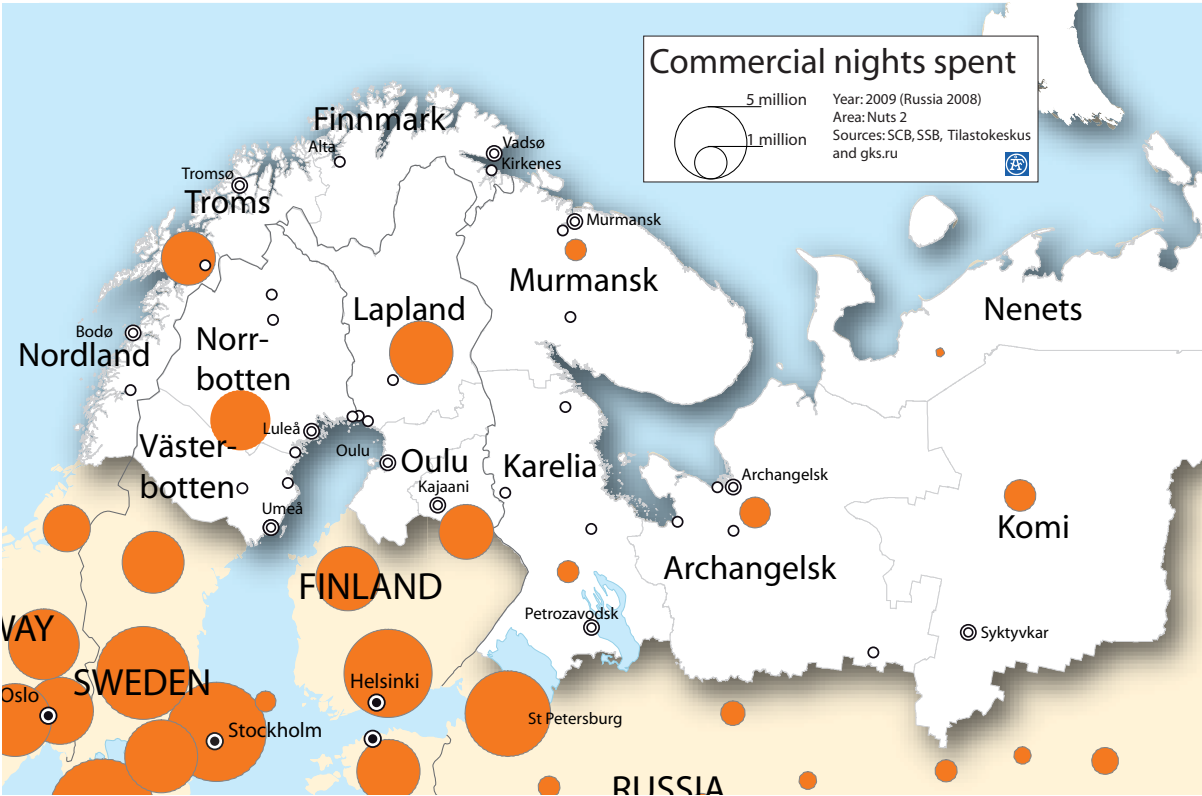 Commercial nights spent
5 million
1 million
Year: 2009 (Russia 2008)
Area: Nuts 2
Sources: SCB, SSB, Tilastokeskus
and gks.ru
Finnmark
Alta
Vadsø
Kirkenes
Tromsø
Troms
Murmansk
Murmansk
Lapland
Nenets
Bodø
Nordland
Norr-
botten
Luleå
Oulu
Oulu
Kajaani
Väster-
botten
Umeå
Karelia
Archangelsk
Archangelsk
Komi
FINLAND
Petrozavodsk
Syktyvkar
WAY
SWEDEN
Oslo
Helsinki
Stockholm
St Petersburg
RUSSIA